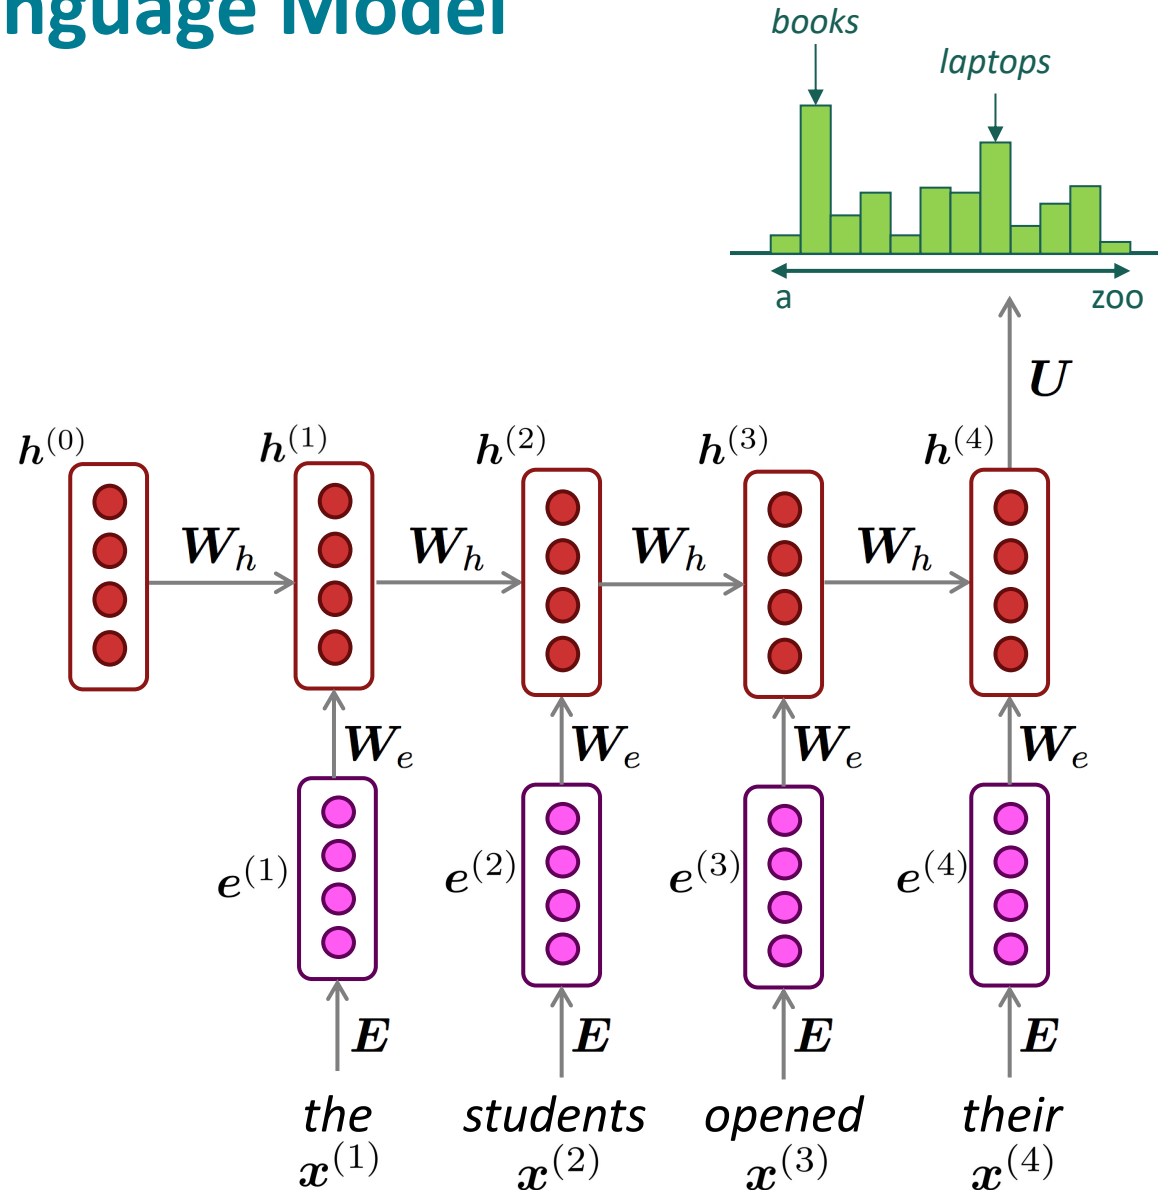 nguage Model
books
laptops
a zoo
U
h(0) h(1) h(2) h(3) h(4)
Wh Wh Wh Wh
We We We We
e(1) e(2) e(3) e(4)
E E E E
the students opened their
x(1) x(2) x(3) x(4)